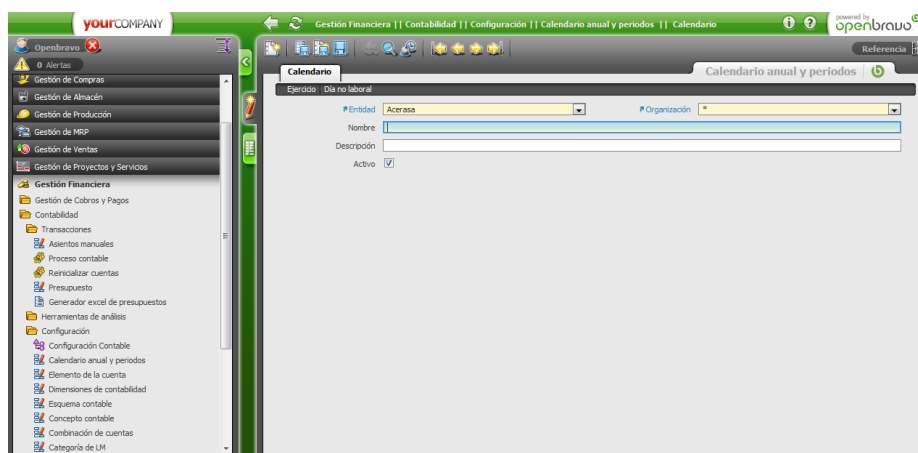 yourCOMPANY
Gestión Financiera || Contabilidad || Configuración || Calendario anual y periodos || Calendario
powered by
openbravo
Openbravo
0 Alertas
Referencia
Calendario
Calendario anual y periodos
Ejercicio | Día no laboral
Entidad Acerasa
Organización *
Nombre
Descripción
Activo
Gestión de Compras
Gestión de Almacén
Gestión de Producción
Gestión de MRP
Gestión de Ventas
Gestión de Proyectos y Servicios
Gestión Financiera
Gestión de Cobros y Pagos
Contabilidad
Transacciones
Asientos manuales
Proceso contable
Reinicializar cuentas
Presupuesto
Generador excel de presupuestos
Herramientas de análisis
Configuración
Configuración Contable
Calendario anual y periodos
Elemento de la cuenta
Dimensiones de contabilidad
Esquema contable
Concepto contable
Combinación de cuentas
Categoría de LM